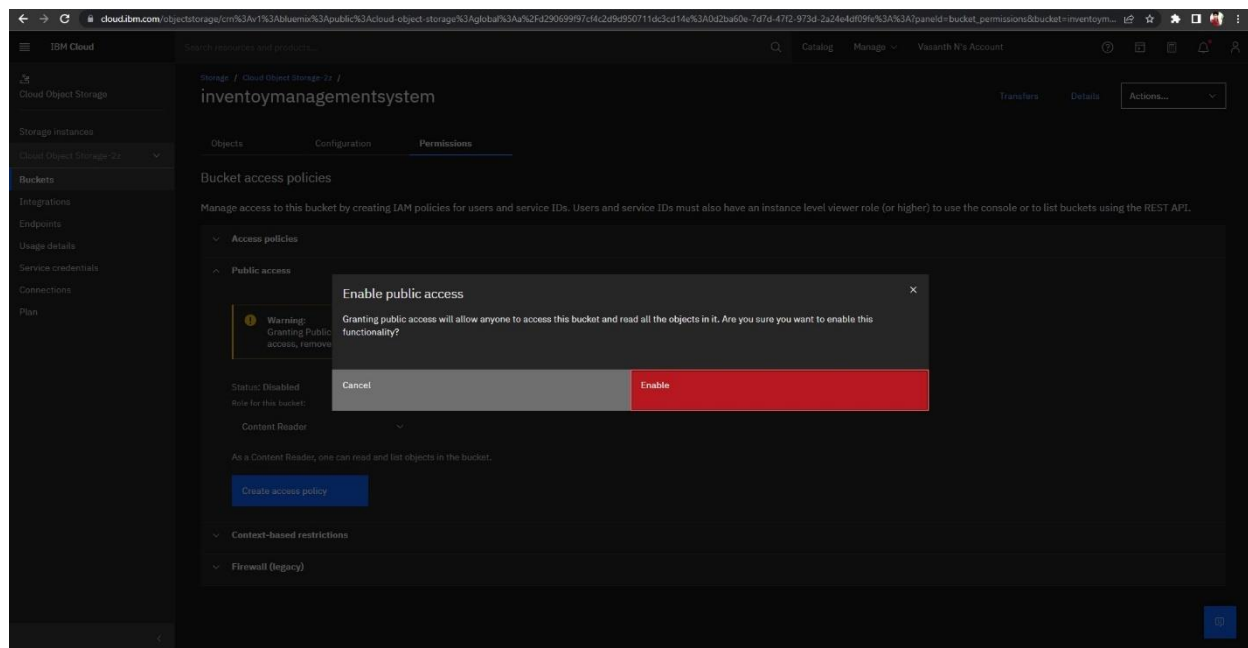 cloud.ibm.com/objectstorage/crn%3Av1%3Abluemix%3Apublic%3Acloud-object-storage%3Aglobal%3Aa%2Fd290699f97cf4c2d9d950711dc3cd14e%3A0d2ba60e-7d7d-47f2-973d-2a24e4df09fe%3A%3A?paneId=bucket_permissions&bucket=inventoym...
IBM Cloud
Search resources and products...
Catalog
Manage
Vasanth N's Account
Cloud Object Storage
Storage / Cloud Object Storage-2z /
inventoymanagementsystem
Transfers
Details
Actions...
Storage instances
Cloud Object Storage-2z
Buckets
Integrations
Endpoints
Usage details
Service credentials
Connections
Plan
Objects
Configuration
Permissions
Bucket access policies
Manage access to this bucket by creating IAM policies for users and service IDs. Users and service IDs must also have an instance level viewer role (or higher) to use the console or to list buckets using the REST API.
Access policies
Public access
Warning:
Granting Public
access, remove
Enable public access
Granting public access will allow anyone to access this bucket and read all the objects in it. Are you sure you want to enable this
functionality?
Cancel
Enable
Status: Disabled
Role for this bucket:
Content Reader
As a Content Reader, one can read and list objects in the bucket.
Create access policy
Context-based restrictions
Firewall (legacy)